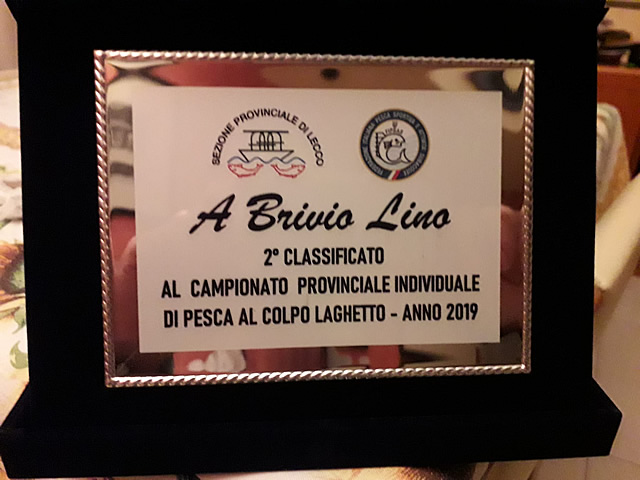 SEZIONE PROVINCIALE DI LECCO
A Brivio Lino
2° CLASSIFICATO
AL CAMPIONATO PROVINCIALE INDIVIDUALE
DI PESCA AL COLPO LAGHETTO - ANNO 2019